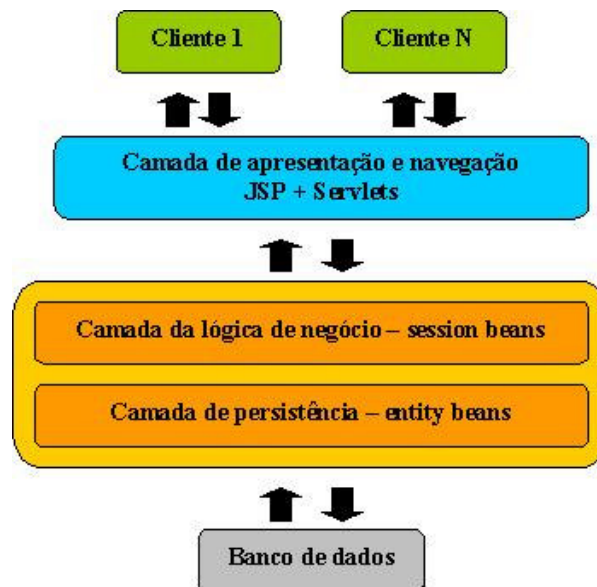 Cliente 1
Cliente N
Camada de apresentação e navegação
JSP + Servlets
Camada da lógica de negócio – session beans
Camada de persistência – entity beans
Banco de dados